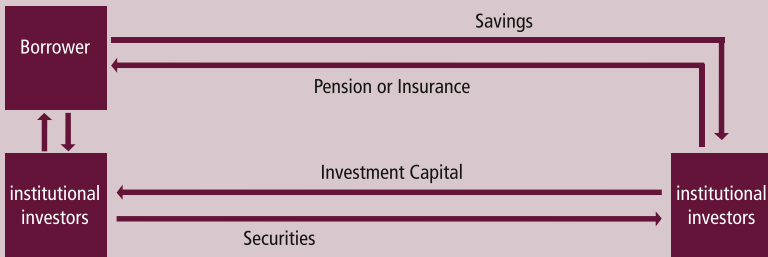 Savings
Borrower
Pension or Insurance
Investment Capital
institutional
investors
institutional
investors
Securities